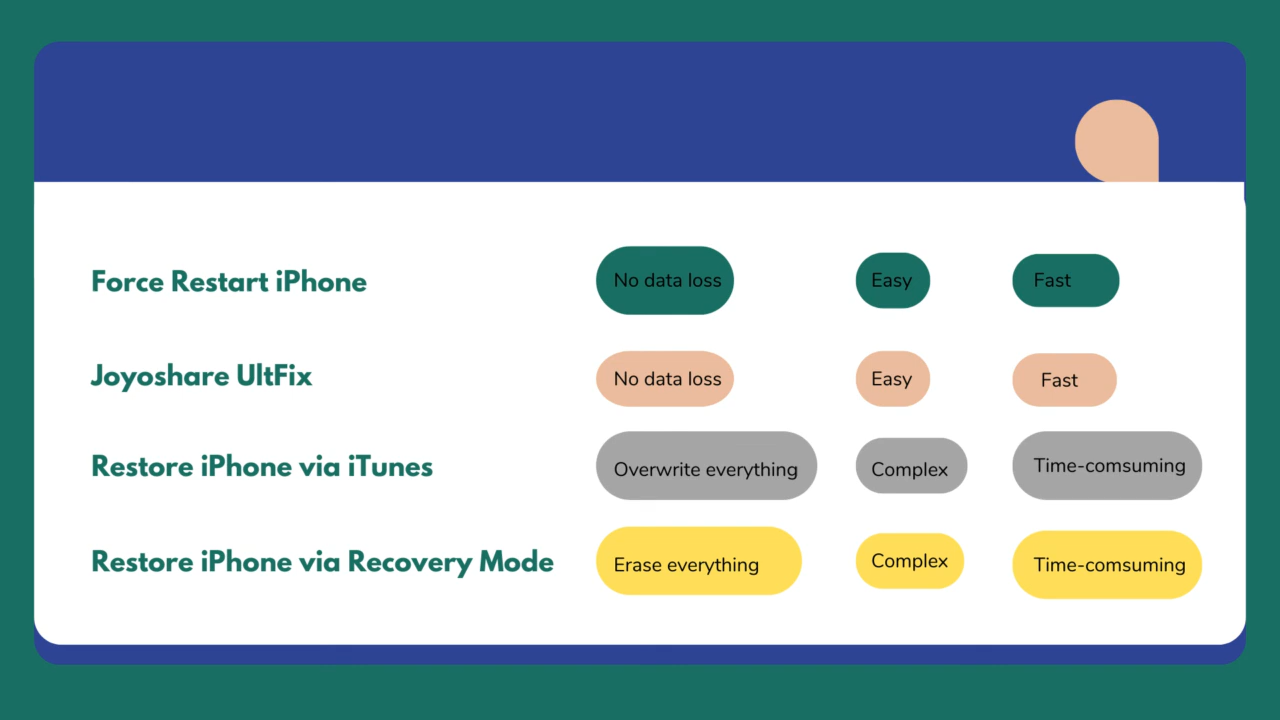 Force Restart iPhone No data loss Easy Fast
Joyoshare UltFix No data loss Easy Fast
Restore iPhone via iTunes Overwrite everything Complex Time-comsuming
Restore iPhone via Recovery Mode Erase everything Complex Time-comsuming